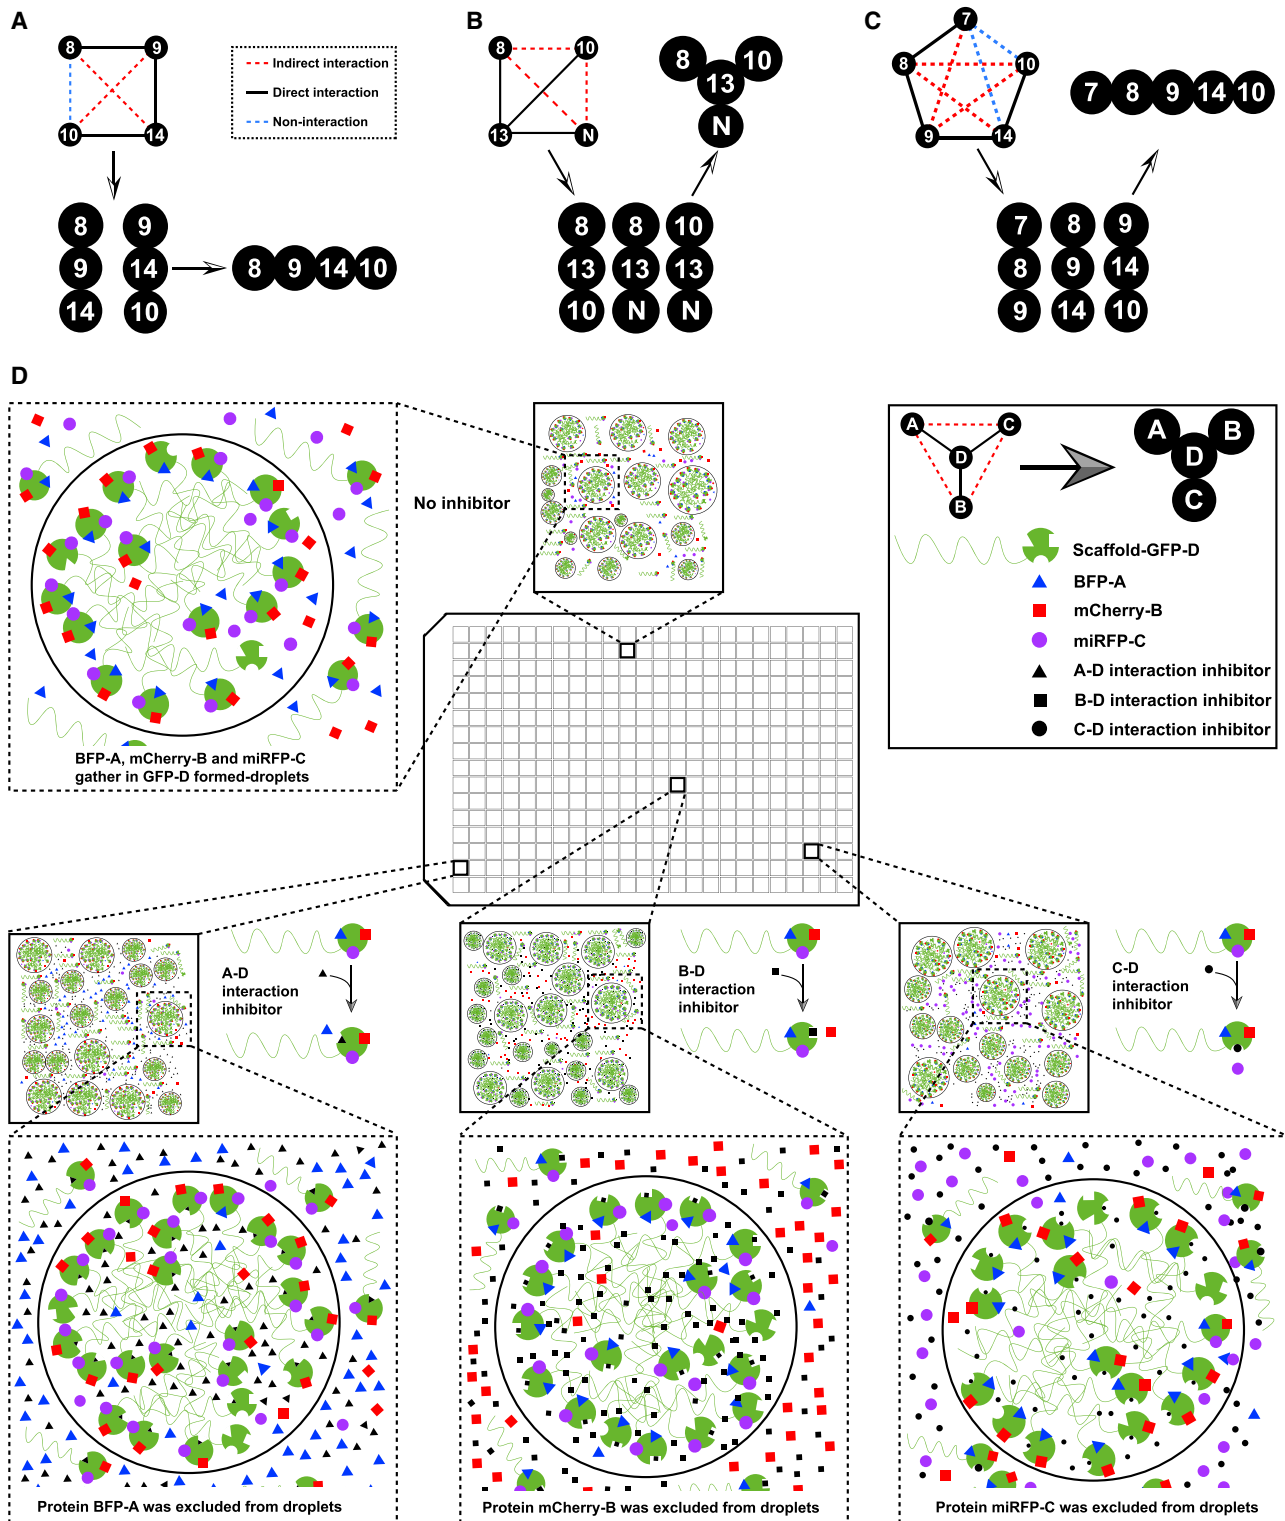 A
8 9
10 14
Indirect interaction
Direct interaction
Non-interaction
8 9
9 14
14 10
8 9 14 10
B
8 10
13 N
8 10
13
N
8 8 10
13 13 13
10 N N
C
7
8 10
9 14
7 8 9 14 10
7 8 9
8 9 14
9 14 10
D
No inhibitor
BFP-A, mCherry-B and miRFP-C
gather in GFP-D formed-droplets
A C
D
B
A B
D
C
Scaffold-GFP-D
BFP-A
mCherry-B
miRFP-C
A-D interaction inhibitor
B-D interaction inhibitor
C-D interaction inhibitor
A-D
interaction
inhibitor
B-D
interaction
inhibitor
C-D
interaction
inhibitor
Protein BFP-A was excluded from droplets
Protein mCherry-B was excluded from droplets
Protein miRFP-C was excluded from droplets